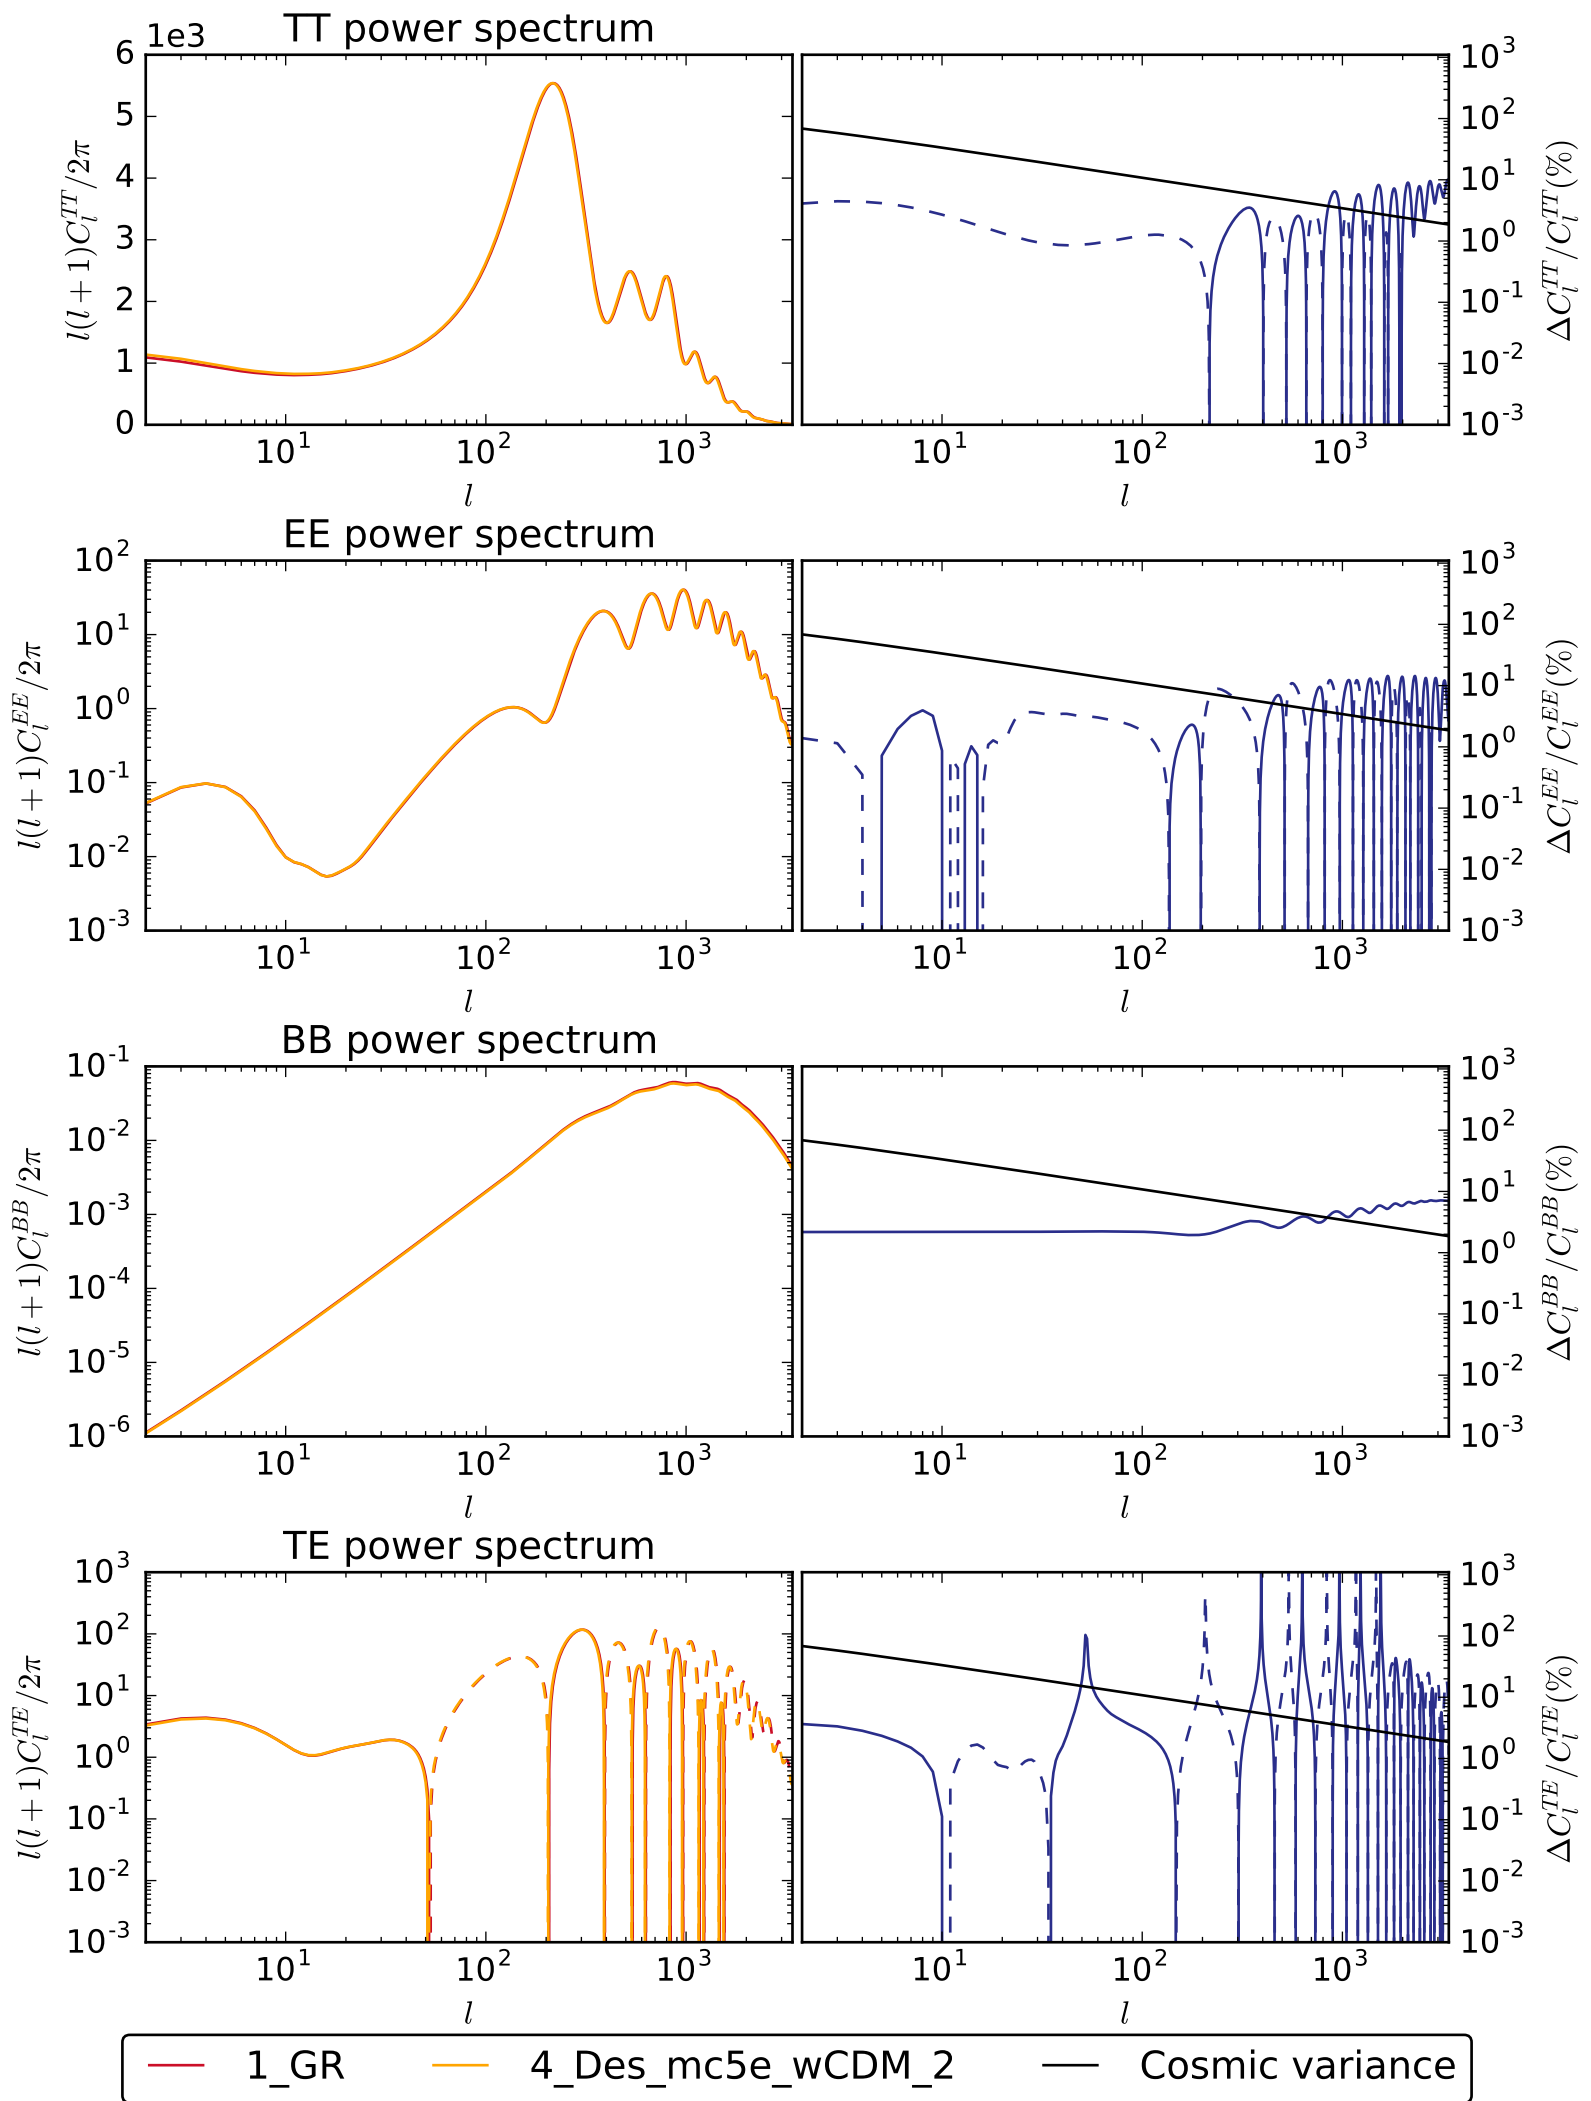 TT power spectrum
1e3
6
5
4
3
2
1
0
l(l+1)C_l^{TT}/2π
10^1 10^2 10^3
l
10^3
10^2
10^1
10^0
10^-1
10^-2
10^-3
ΔC_l^{TT}/C_l^{TT}(%)
10^1 10^2 10^3
l
EE power spectrum
10^2
10^1
10^0
10^-1
10^-2
10^-3
l(l+1)C_l^{EE}/2π
10^1 10^2 10^3
l
10^3
10^2
10^1
10^0
10^-1
10^-2
10^-3
ΔC_l^{EE}/C_l^{EE}(%)
10^1 10^2 10^3
l
BB power spectrum
10^-1
10^-2
10^-3
10^-4
10^-5
10^-6
l(l+1)C_l^{BB}/2π
10^1 10^2 10^3
l
10^3
10^2
10^1
10^0
10^-1
10^-2
10^-3
ΔC_l^{BB}/C_l^{BB}(%)
10^1 10^2 10^3
l
TE power spectrum
10^3
10^2
10^1
10^0
10^-1
10^-2
10^-3
l(l+1)C_l^{TE}/2π
10^1 10^2 10^3
l
10^3
10^2
10^1
10^0
10^-1
10^-2
10^-3
ΔC_l^{TE}/C_l^{TE}(%)
10^1 10^2 10^3
l
1_GR 4_Des_mc5e_wCDM_2 Cosmic variance